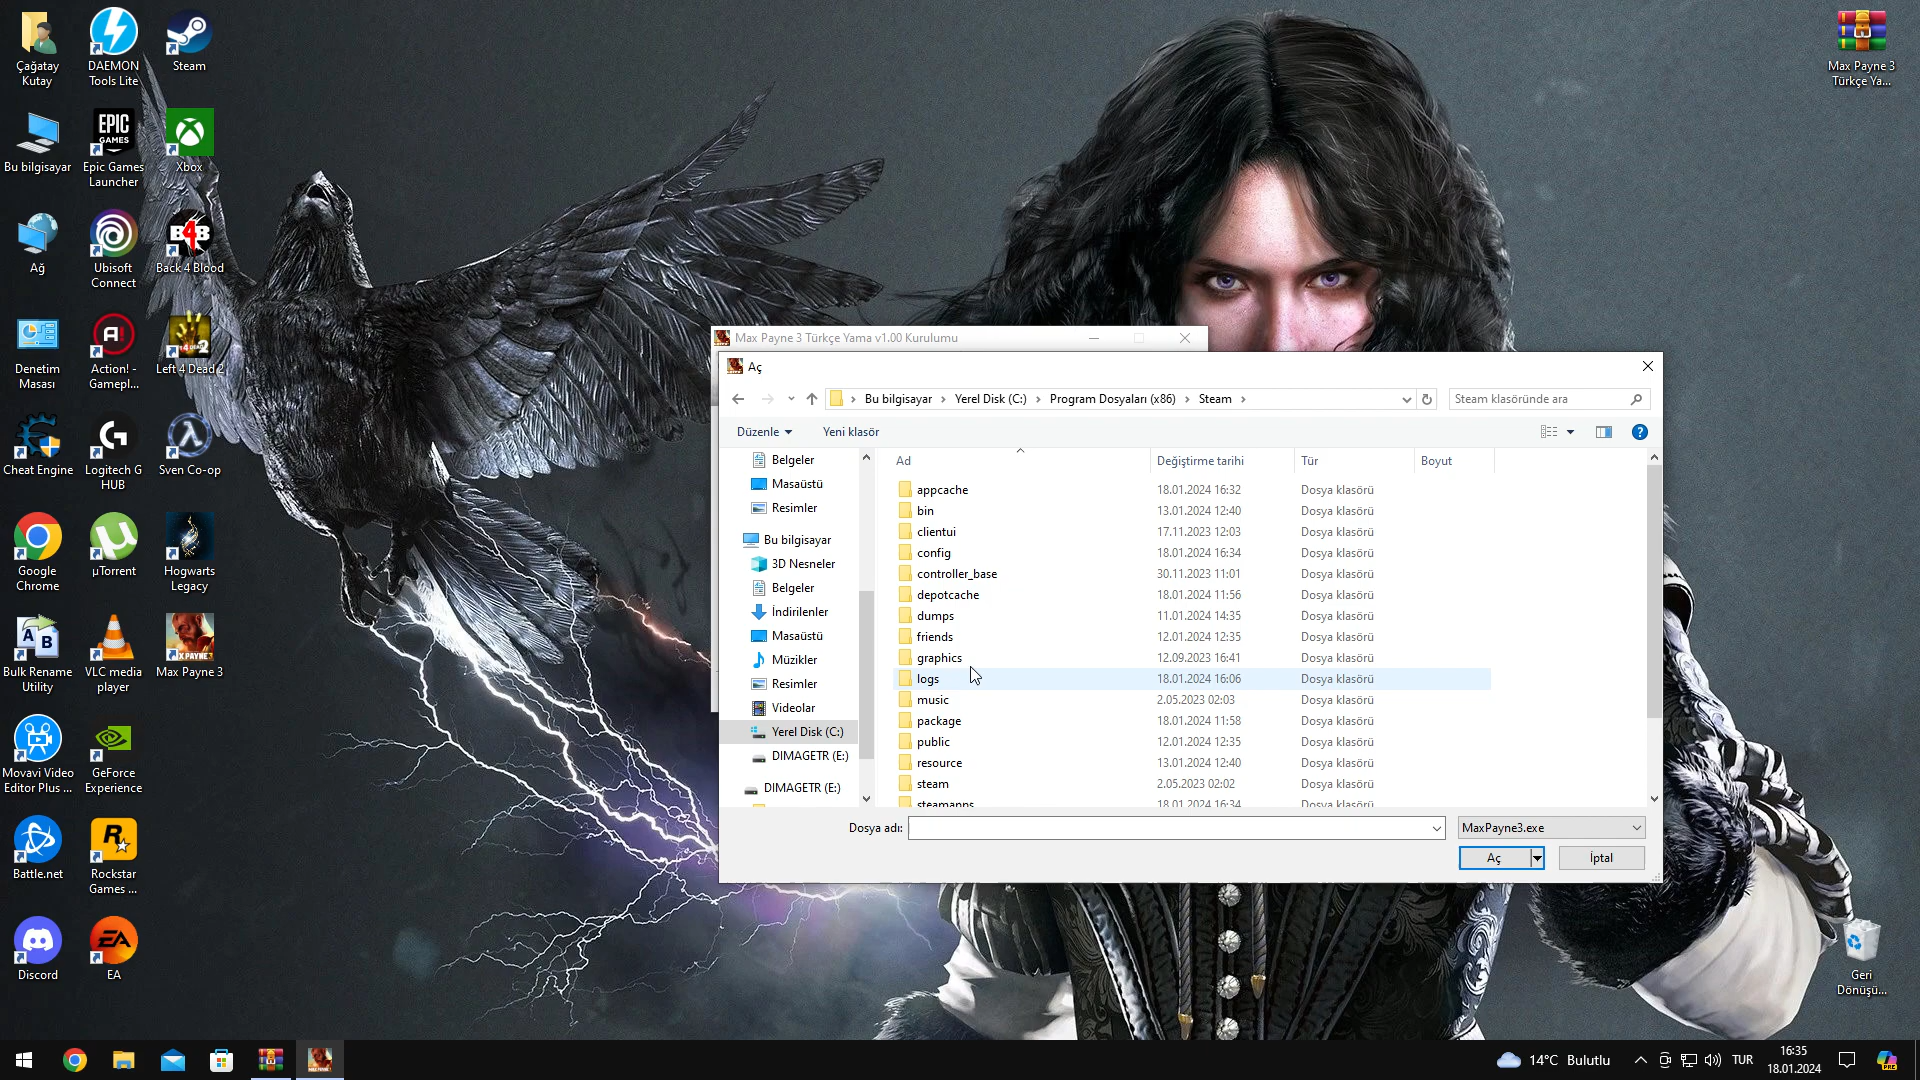 Çağatay
Kutay
DAEMON
Tools Lite
Steam
Bu bilgisayar
EPIC
GAMES
Epic Games
Launcher
Xbox
Ağ
Ubisoft
Connect
B4B
Back 4 Blood
Denetim
Masası
Action! -
Gamepl...
Left 4 Dead 2
Cheat Engine
Logitech G
HUB
Sven Co-op
Google
Chrome
µTorrent
Hogwarts
Legacy
Bulk Rename
Utility
VLC media
player
Max Payne 3
Movavi Video
Editor Plus ...
GeForce
Experience
Battle.net
Rockstar
Games ...
Discord
EA
EA
Max Payne 3
Türkçe Ya...
Geri
Dönüşü...
Max Payne 3 Türkçe Yama v1.00 Kurulumu
Aç
Bu bilgisayar
Yerel Disk (C:)
Program Dosyaları (x86)
Steam
Steam klasöründe ara
Düzenle
Yeni klasör
Belgeler
Masaüstü
Resimler
Bu bilgisayar
3D Nesneler
Belgeler
İndirilenler
Masaüstü
Müzikler
Resimler
Videolar
Yerel Disk (C:)
DIMAGETR (E:)
DIMAGETR (E:)
Ad Değiştirme tarihi Tür Boyut
appcache 18.01.2024 16:32 Dosya klasörü
bin 13.01.2024 12:40 Dosya klasörü
clientui 17.11.2023 12:03 Dosya klasörü
config 18.01.2024 16:34 Dosya klasörü
controller_base 30.11.2023 11:01 Dosya klasörü
depotcache 18.01.2024 11:56 Dosya klasörü
dumps 11.01.2024 14:35 Dosya klasörü
friends 12.01.2024 12:35 Dosya klasörü
graphics 12.09.2023 16:41 Dosya klasörü
logs 18.01.2024 16:06 Dosya klasörü
music 2.05.2023 02:03 Dosya klasörü
package 18.01.2024 11:58 Dosya klasörü
public 12.01.2024 12:35 Dosya klasörü
resource 13.01.2024 12:40 Dosya klasörü
steam 2.05.2023 02:02 Dosya klasörü
steamapps 18.01.2024 16:34 Dosya klasörü
Dosya adı:
MaxPayne3.exe
Aç
İptal
14°C Bulutlu
TUR
16:35
18.01.2024